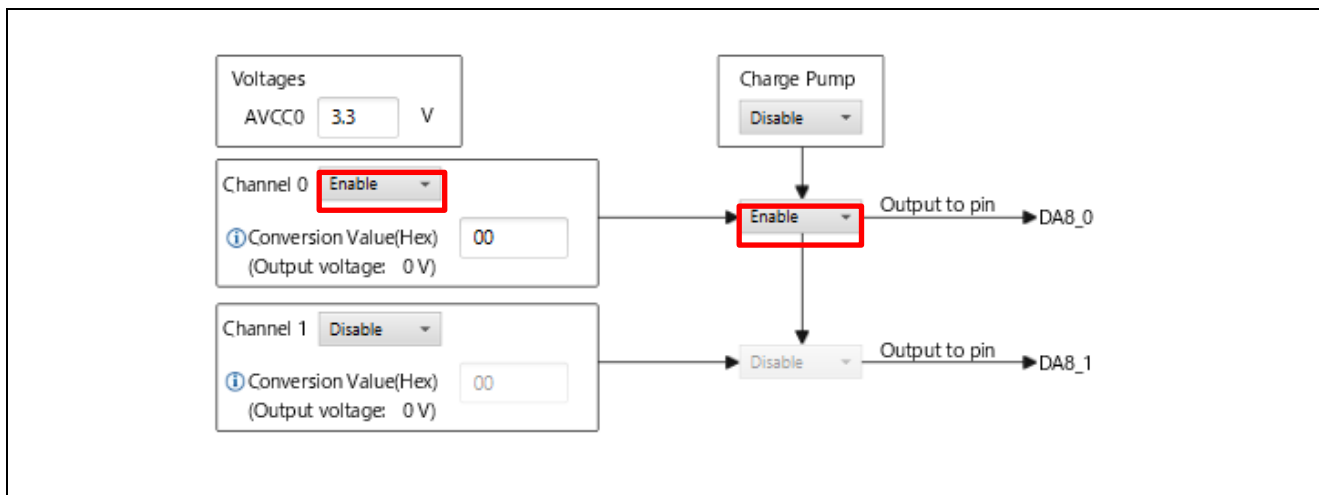 Voltages
AVCC0 3.3 V
Charge Pump
Disable
Channel 0 Enable
Conversion Value(Hex) 00
(Output voltage: 0 V)
Enable
Output to pin
DA8_0
Channel 1 Disable
Conversion Value(Hex) 00
(Output voltage: 0 V)
Disable
Output to pin
DA8_1